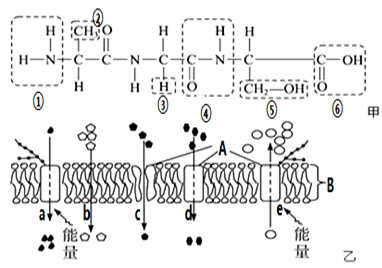 ②
H CH₃ O H H H O
H N C C N C C N C C OH
H H O CH₂ OH
① ③ ④ ⑤ ⑥ 甲
A
B
a b c d e
能量 能量 乙